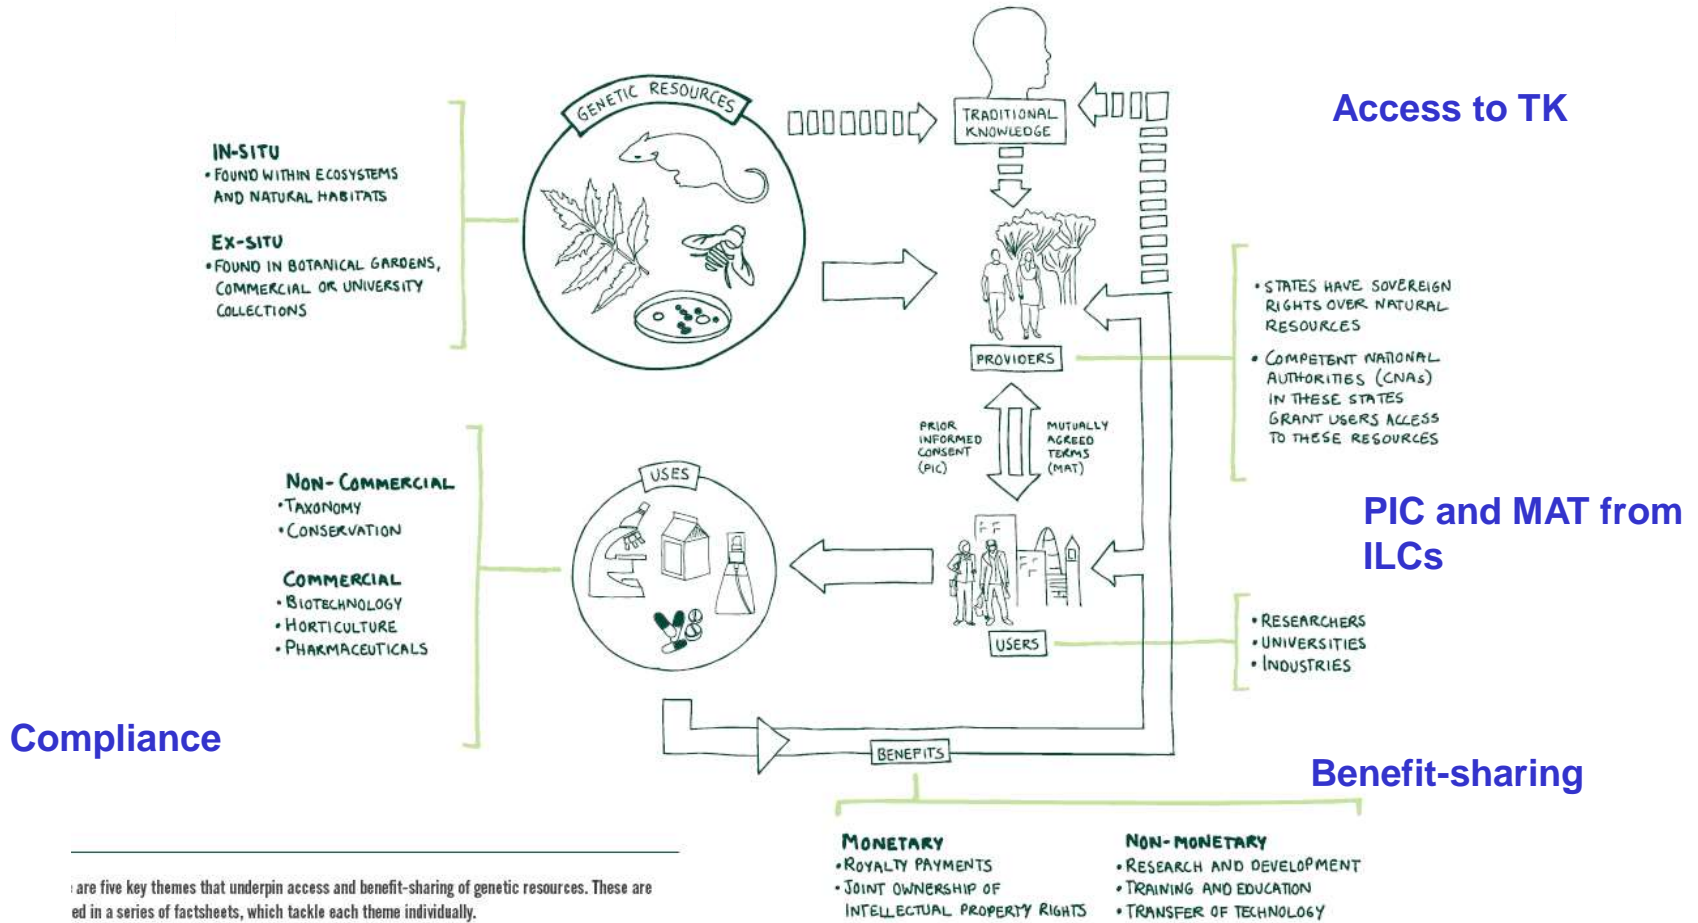 GENETIC RESOURCES
IN-SITU
• FOUND WITHIN ECOSYSTEMS
AND NATURAL HABITATS
EX-SITU
• FOUND IN BOTANICAL GARDENS,
COMMERCIAL OR UNIVERSITY
COLLECTIONS
TRADITIONAL
KNOWLEDGE
Access to TK
PROVIDERS
• STATES HAVE SOVEREIGN
RIGHTS OVER NATURAL
RESOURCES
• COMPETENT NATIONAL
AUTHORITIES (CNAs)
IN THESE STATES
GRANT USERS ACCESS
TO THESE RESOURCES
PRIOR
INFORMED
CONSENT
(PIC)
MUTUALLY
AGREED
TERMS
(MAT)
PIC and MAT from
ILCs
USES
NON-COMMERCIAL
• TAXONOMY
• CONSERVATION
COMMERCIAL
• BIOTECHNOLOGY
• HORTICULTURE
• PHARMACEUTICALS
USERS
• RESEARCHERS
• UNIVERSITIES
• INDUSTRIES
Compliance
BENEFITS
Benefit-sharing
MONETARY
• ROYALTY PAYMENTS
• JOINT OWNERSHIP OF
INTELLECTUAL PROPERTY RIGHTS
NON-MONETARY
• RESEARCH AND DEVELOPMENT
• TRAINING AND EDUCATION
• TRANSFER OF TECHNOLOGY
are five key themes that underpin access and benefit-sharing of genetic resources. These are
ed in a series of factsheets, which tackle each theme individually.